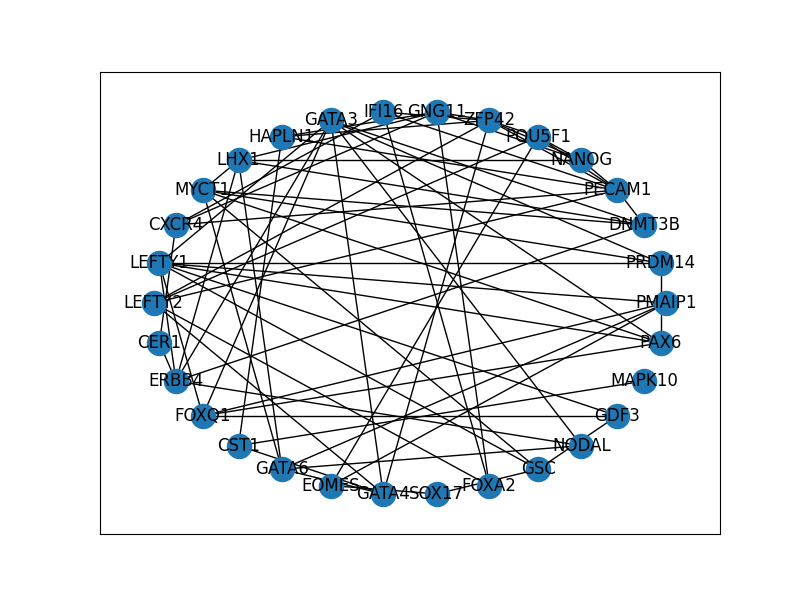 IFI16 GNG11
GATA3 ZFP42
HAPLN1 POU5F1
LHX1 NANOG
MYCT1 PECAM1
CXCR4 DNMT3B
LEFTY1 PRDM14
LEFTY2 PMAIP1
CER1 PAX6
ERBB4 MAPK10
FOXQ1 GDF3
CST1 NODAL
GATA6 GSC
EOMES FOXA2
GATA4 SOX17